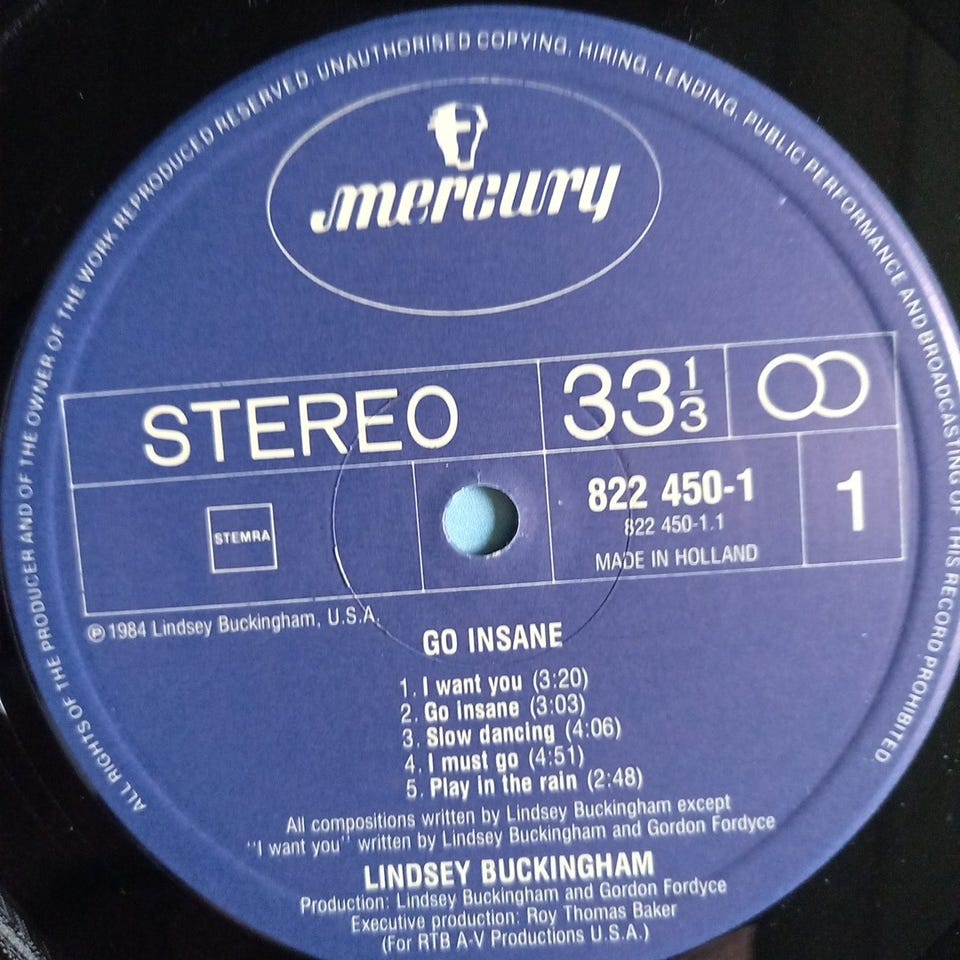 ALL RIGHTS OF THE PRODUCER AND OF THE OWNER OF THE WORK REPRODUCED RESERVED. UNAUTHORISED COPYING, HIRING, LENDING, PUBLIC PERFORMANCE AND BROADCASTING OF THIS RECORD PROHIBITED
mercury
STEREO
33 1/3
STEMRA
822 450-1
822 450-1.1
MADE IN HOLLAND
1
℗ 1984 Lindsey Buckingham, U.S.A.
GO INSANE
1. I want you (3:20)
2. Go insane (3:03)
3. Slow dancing (4:06)
4. I must go (4:51)
5. Play in the rain (2:48)
All compositions written by Lindsey Buckingham except
"I want you" written by Lindsey Buckingham and Gordon Fordyce
LINDSEY BUCKINGHAM
Production: Lindsey Buckingham and Gordon Fordyce
Executive production: Roy Thomas Baker
(For RTB A-V Productions U.S.A.)